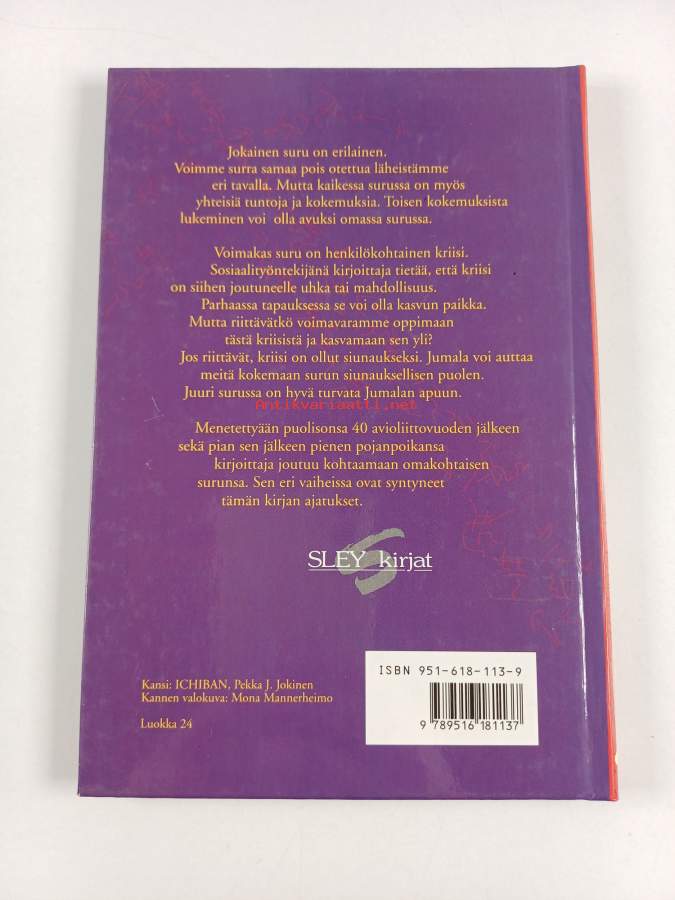 Jokainen suru on erilainen.
Voimme surra samaa pois otettua läheistämme
eri tavalla. Mutta kaikessa surussa on myös
yhteisiä tuntoja ja kokemuksia. Toisen kokemuksista
lukeminen voi olla avuksi omassa surussa.
Voimakas suru on henkilökohtainen kriisi.
Sosiaalityöntekijänä kirjoittaja tietää, että kriisi
on siihen joutuneelle uhka tai mahdollisuus.
Parhaassa tapauksessa se voi olla kasvun paikka.
Mutta riittävätkö voimavaramme oppimaan
tästä kriisistä ja kasvamaan sen yli?
Jos riittävät, kriisi on ollut siunaukseksi. Jumala voi auttaa
meitä kokemaan surun siunauksellisen puolen.
Juuri surussa on hyvä turvata Jumalan apuun.
Antikvariaatti.net
Menetettyään puolisonsa 40 avioliittovuoden jälkeen
sekä pian sen jälkeen pienen pojanpoikansa
kirjoittaja joutuu kohtaamaan omakohtaisen
surunsa. Sen eri vaiheissa ovat syntyneet
tämän kirjan ajatukset.
SLEY kirjat
S
ISBN 951-618-113-9
9 789516 181137
Kansi: ICHIBAN, Pekka J. Jokinen
Kannen valokuva: Mona Mannerheimo
Luokka 24